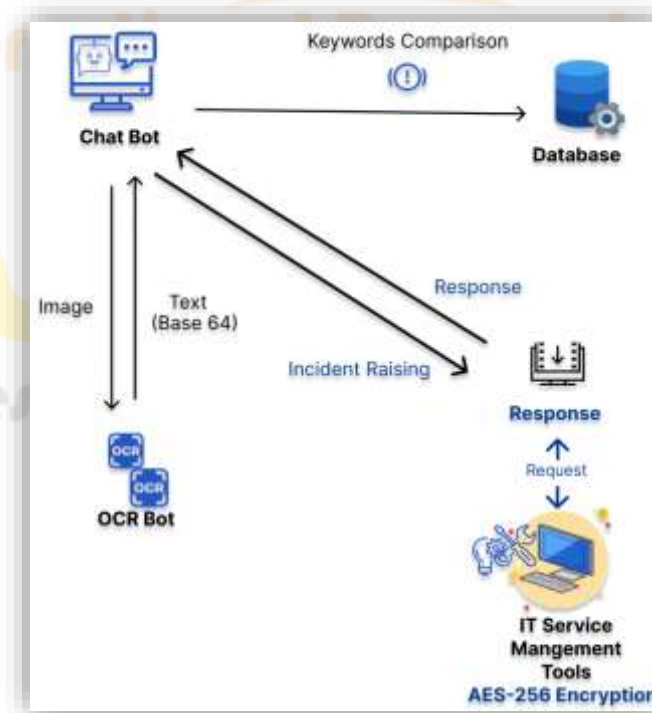 Keywords Comparison
Chat Bot
Database
Image
Text
(Base 64)
Response
Incident Raising
Response
Request
OCR
OCR
OCR Bot
IT Service
Mangement
Tools
AES-256 Encryption